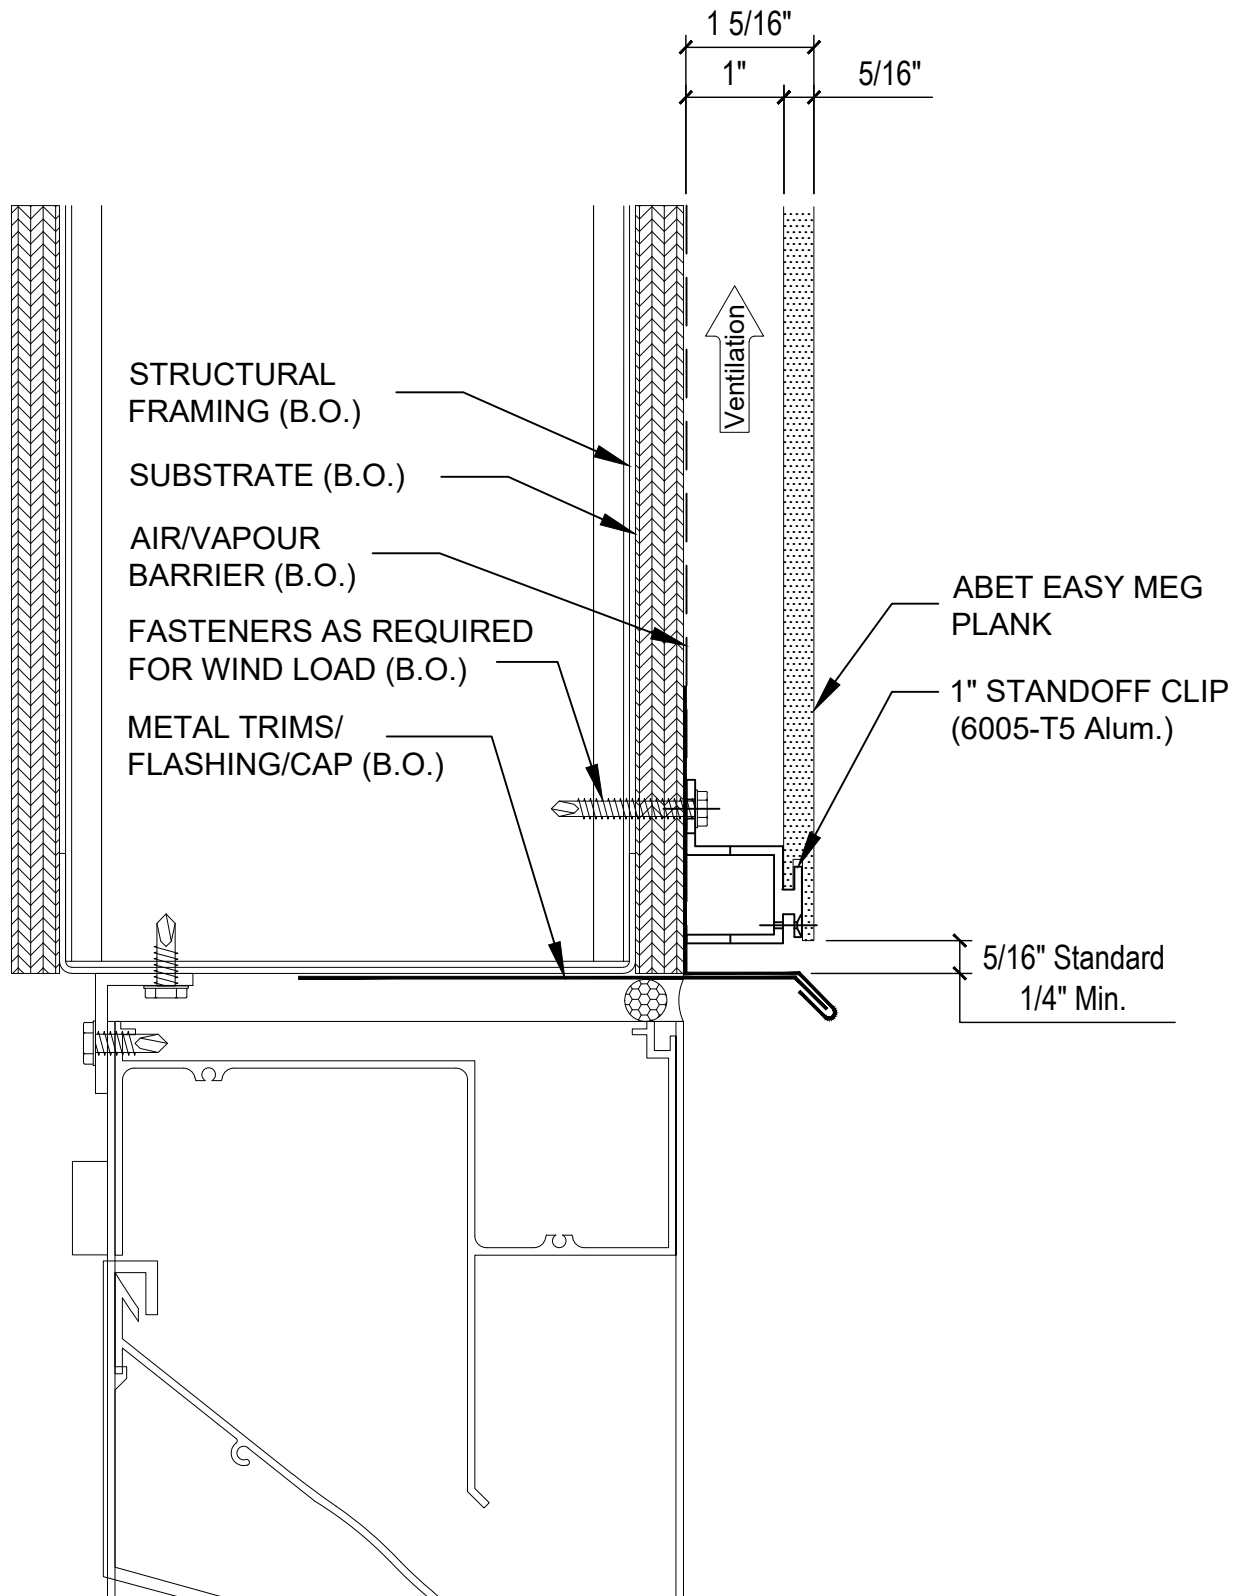 1 5/16"
1"
5/16"
Ventilation
STRUCTURAL
FRAMING (B.O.)
SUBSTRATE (B.O.)
AIR/VAPOUR
BARRIER (B.O.)
FASTENERS AS REQUIRED
FOR WIND LOAD (B.O.)
METAL TRIMS/
FLASHING/CAP (B.O.)
ABET EASY MEG
PLANK
1" STANDOFF CLIP
(6005-T5 Alum.)
5/16" Standard
1/4" Min.